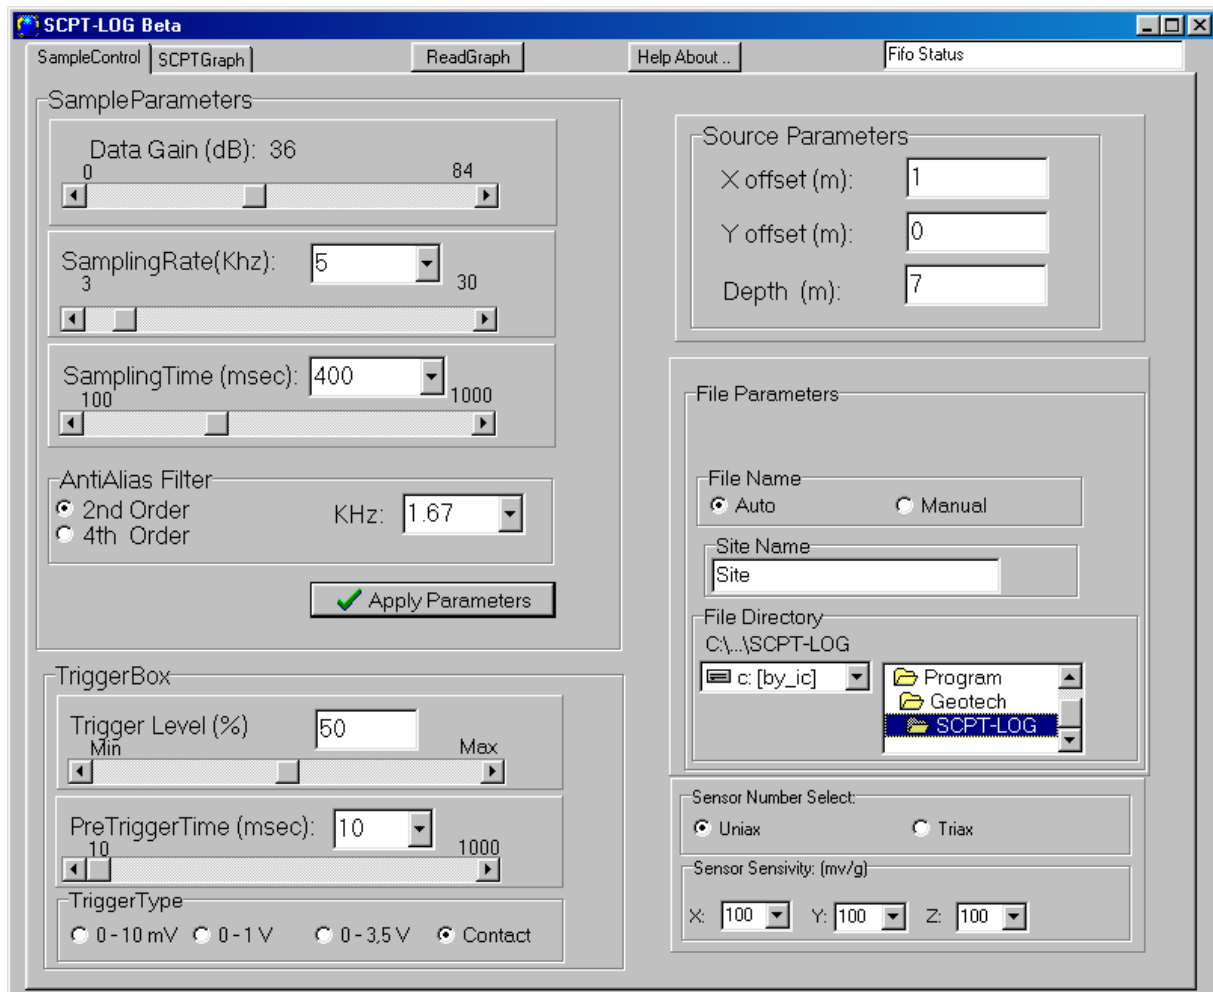 SCPT-LOG Beta
SampleControl SCPTGraph ReadGraph Help About .. Fifo Status
SampleParameters
Data Gain (dB): 36
0 84
SamplingRate(Khz): 5
3 30
SamplingTime (msec): 400
100 1000
AntiAlias Filter
2nd Order
4th Order
KHz: 1.67
Apply Parameters
TriggerBox
Trigger Level (%) 50
Min Max
PreTriggerTime (msec): 10
10 1000
TriggerType
0 - 10 mV 0 - 1 V 0 - 3,5 V Contact
Source Parameters
X offset (m): 1
Y offset (m): 0
Depth (m): 7
File Parameters
File Name
Auto Manual
Site Name
Site
File Directory
C:\...\SCPT-LOG
c: [by_ic]
Program
Geotech
SCPT-LOG
Sensor Number Select:
Uniax Triax
Sensor Sensivity: (mv/g)
X: 100 Y: 100 Z: 100